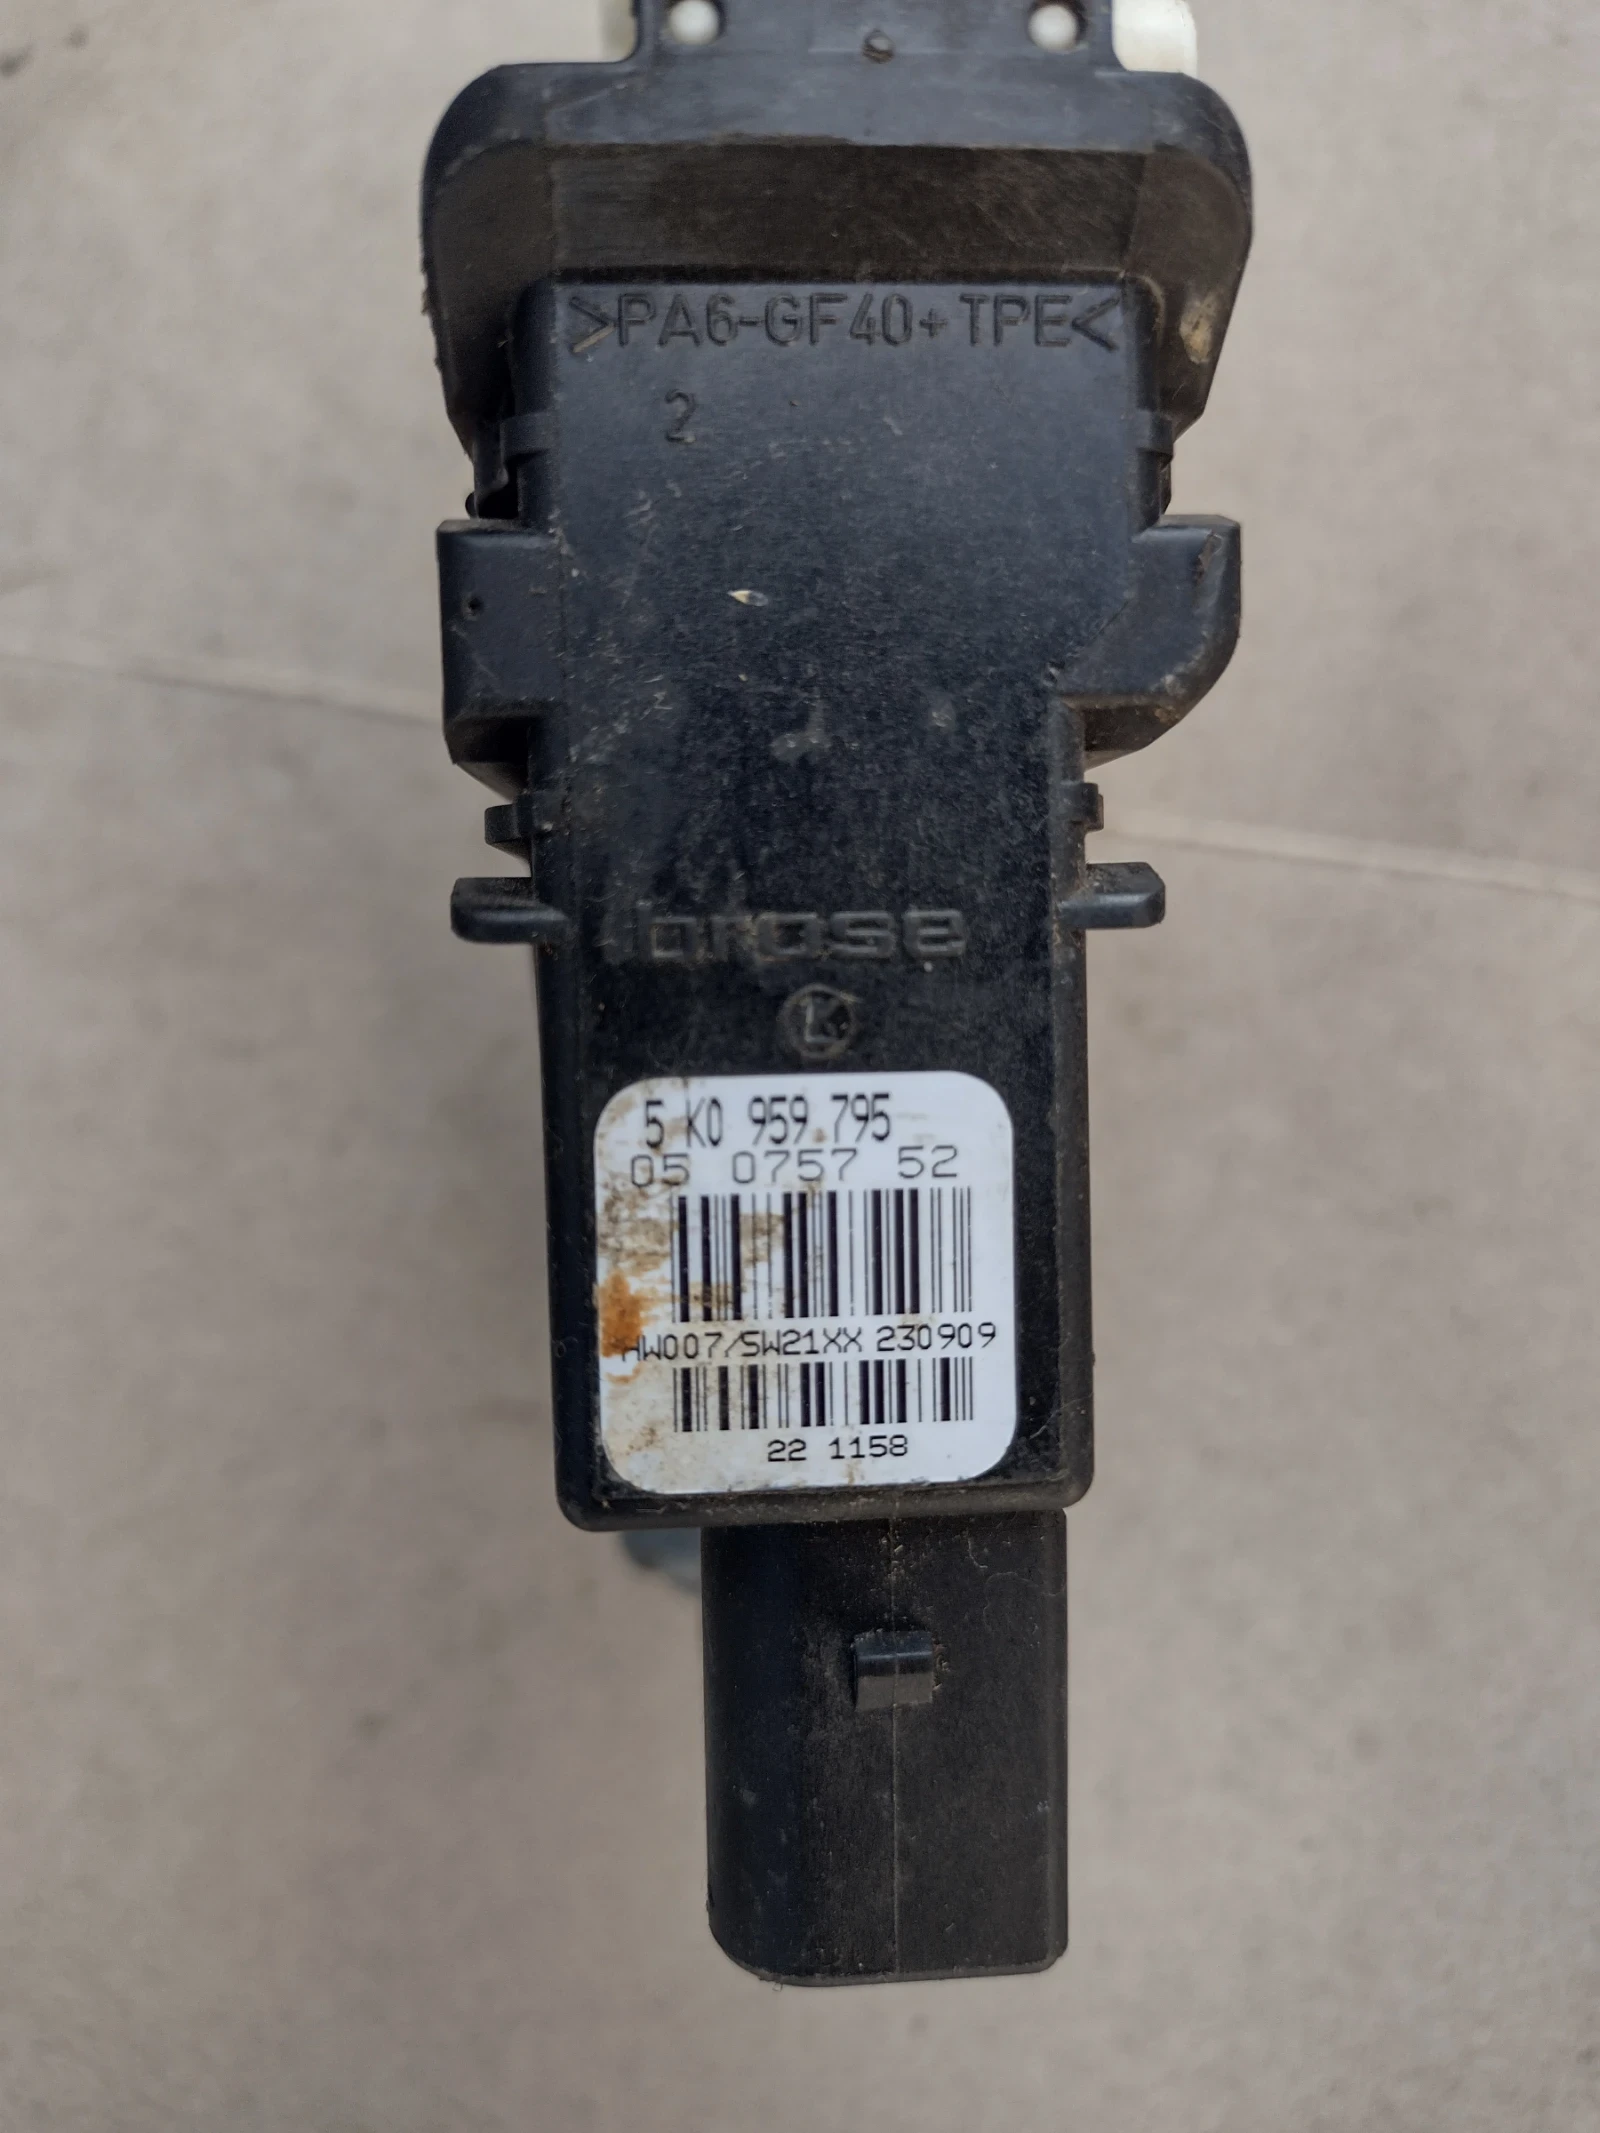 >PA6-GF40+TPE<
2
brose
5 K0 959 795
05 0757 52
HW007/SW21XX 230909
22 1158